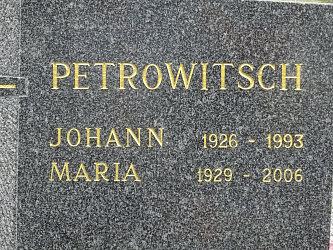 PETROWITSCH
JOHANN 1926 - 1993
MARIA 1929 - 2006